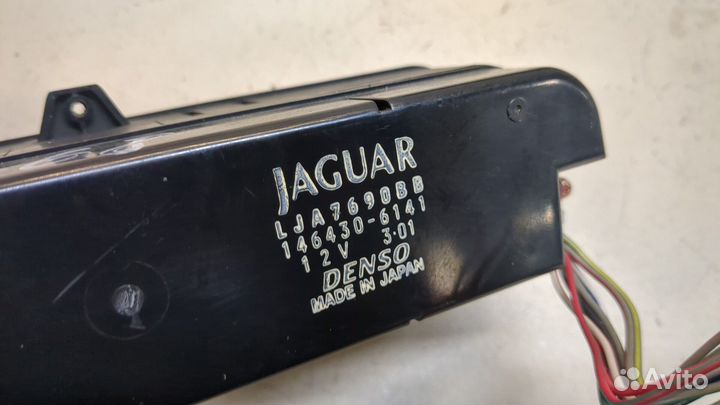 JAGUAR
LJA7690BB
146430-6141
12V 3·01
DENSO
MADE IN JAPAN
Avito